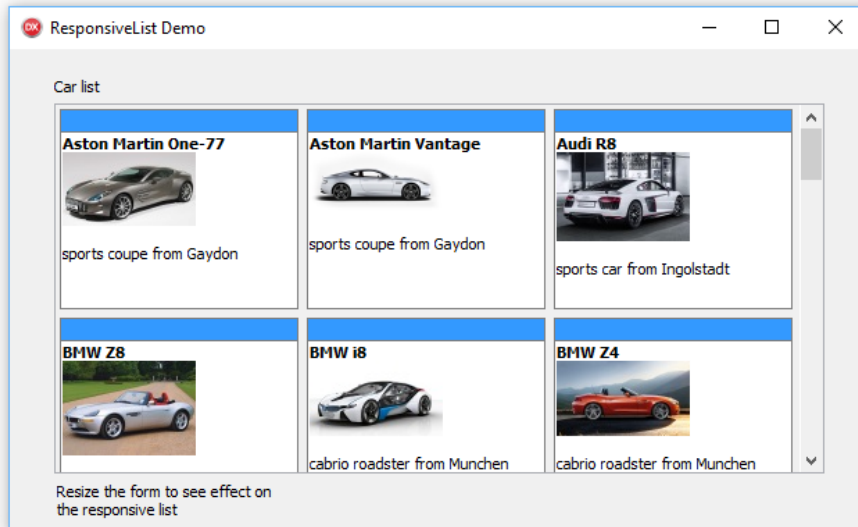 DX ResponsiveList Demo
Car list
Aston Martin One-77
sports coupe from Gaydon
Aston Martin Vantage
sports coupe from Gaydon
Audi R8
sports car from Ingolstadt
BMW Z8
BMW i8
cabrio roadster from Munchen
BMW Z4
cabrio roadster from Munchen
Resize the form to see effect on
the responsive list